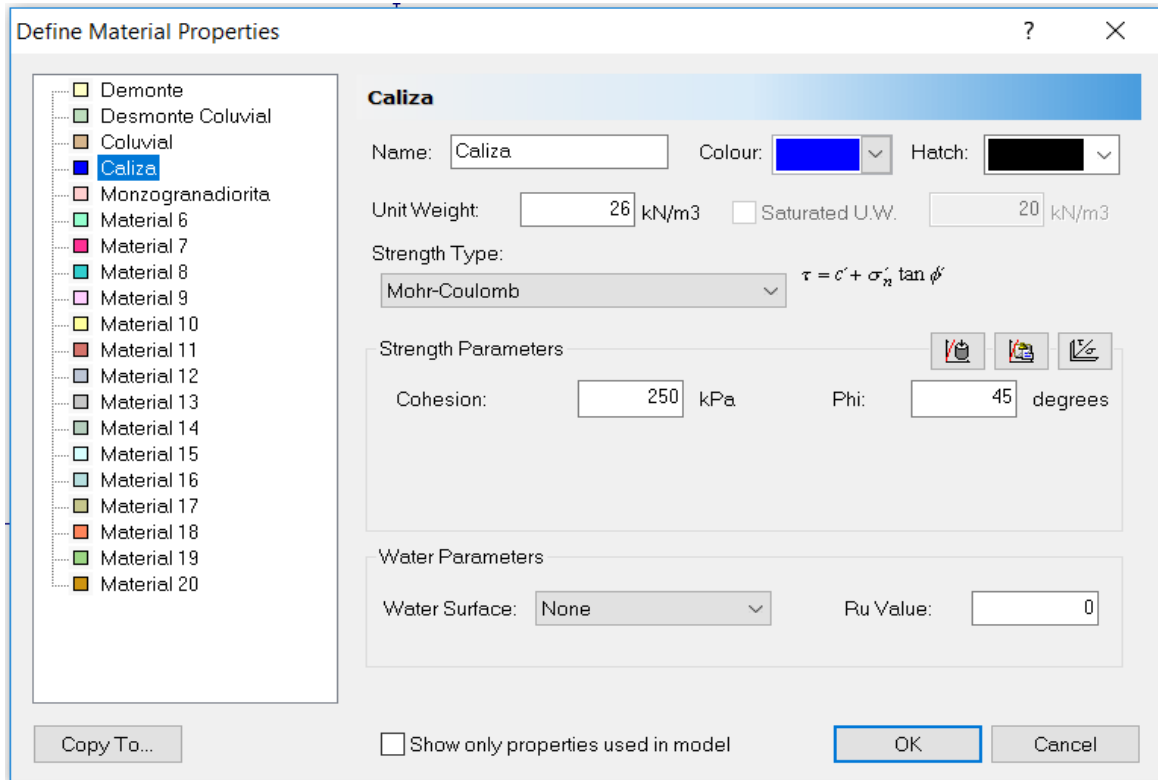 Define Material Properties
?
Demonte
Desmonte Coluvial
Coluvial
Caliza
Monzogranadiorita
Material 6
Material 7
Material 8
Material 9
Material 10
Material 11
Material 12
Material 13
Material 14
Material 15
Material 16
Material 17
Material 18
Material 19
Material 20
Caliza
Name: Caliza Colour: Hatch:
Unit Weight: 26 kN/m3 Saturated U.W. 20 kN/m3
Strength Type:
Mohr-Coulomb τ = c′ + σ′n tan ϕ′
Strength Parameters
Cohesion: 250 kPa Phi: 45 degrees
Water Parameters
Water Surface: None Ru Value: 0
Copy To... Show only properties used in model OK Cancel